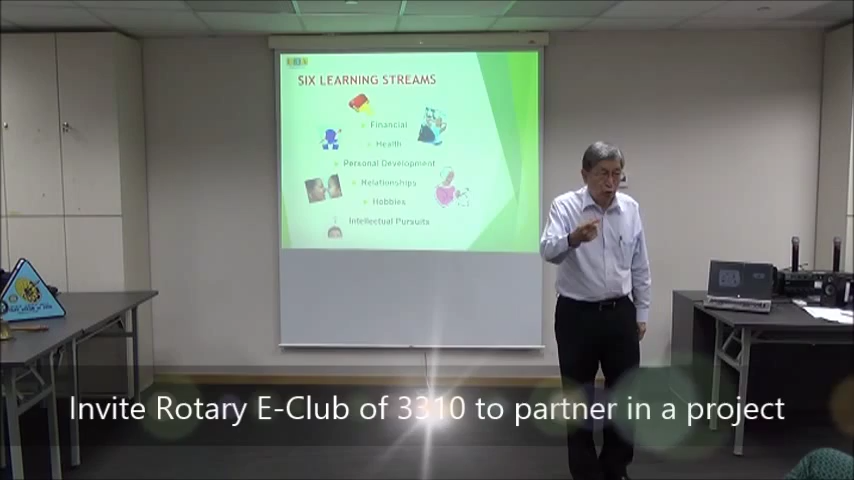 SIX LEARNING STREAMS
Financial
Health
Personal Development
Relationships
Hobbies
Intellectual Pursuits
Invite Rotary E-Club of 3310 to partner in a project